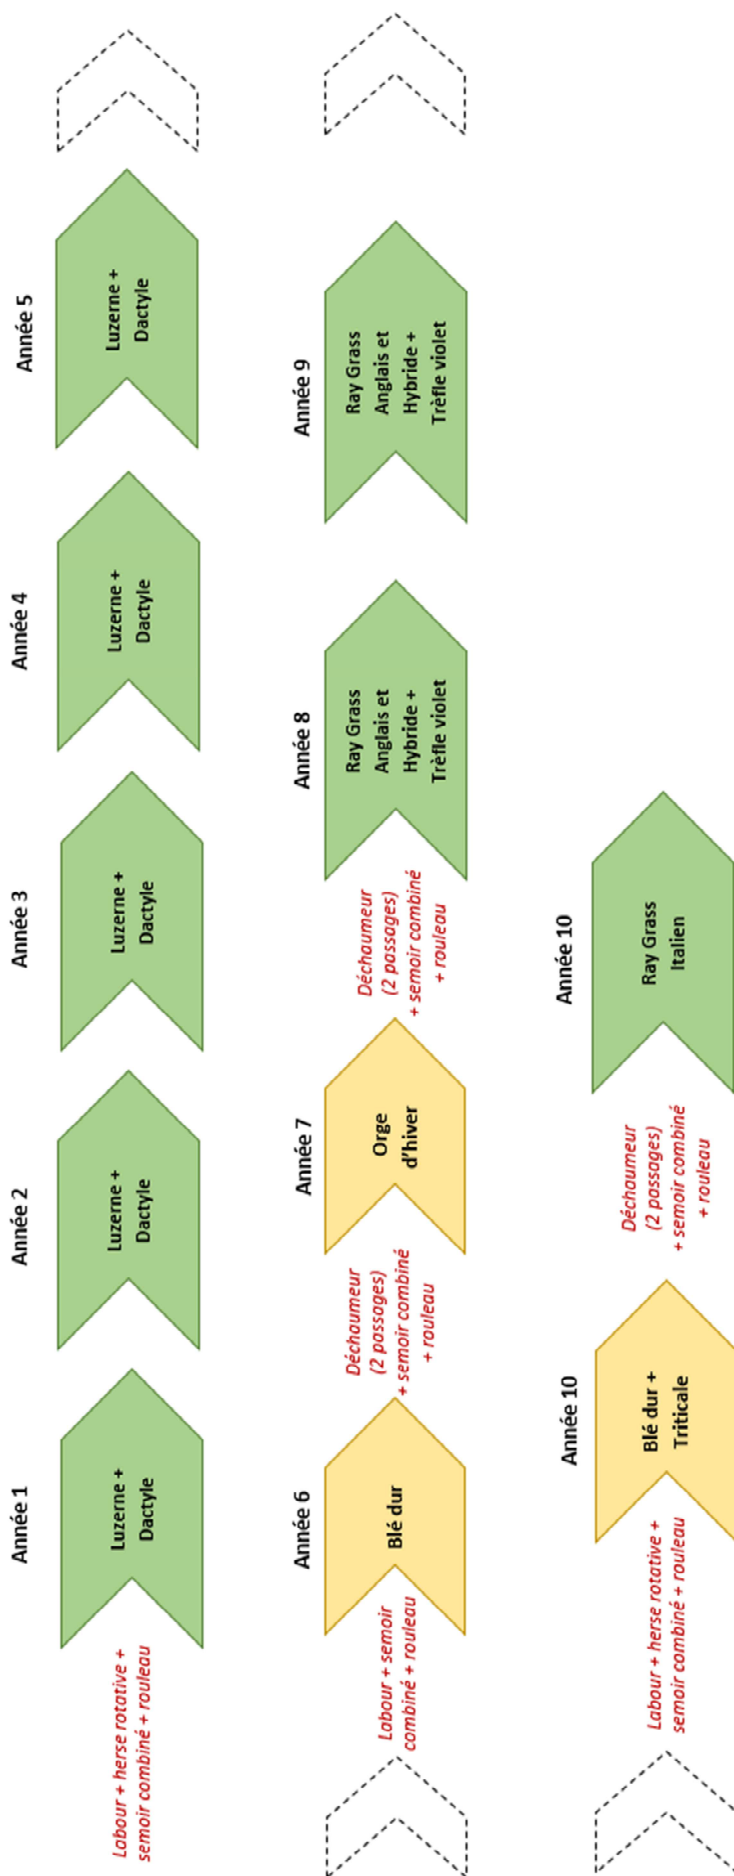 Année 1
Année 2
Année 3
Année 4
Année 5
Labour + herse rotative +
semoir combiné + rouleau
Luzerne +
Dactyle
Luzerne +
Dactyle
Luzerne +
Dactyle
Luzerne +
Dactyle
Luzerne +
Dactyle
Année 6
Année 7
Année 8
Année 9
Labour + semoir
combiné + rouleau
Blé dur
Déchaumeur
(2 passages)
+ semoir combiné
+ rouleau
Orge
d'hiver
Déchaumeur
(2 passages)
+ semoir combiné
+ rouleau
Ray Grass
Anglais et
Hybride +
Trèfle violet
Ray Grass
Anglais et
Hybride +
Trèfle violet
Année 10
Année 10
Labour + herse rotative +
semoir combiné + rouleau
Blé dur +
Triticale
Déchaumeur
(2 passages)
+ semoir combiné
+ rouleau
Ray Grass
Italien